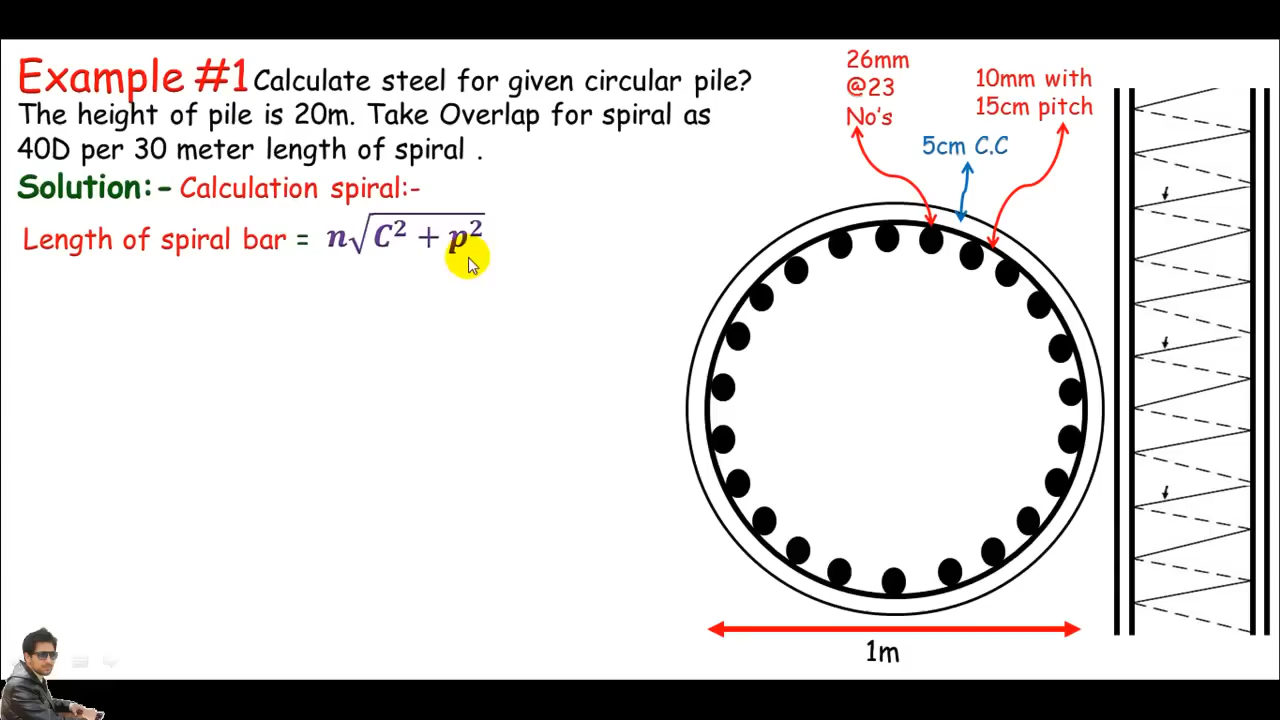 Example #1 Calculate steel for given circular pile?
The height of pile is 20m. Take Overlap for spiral as
40D per 30 meter length of spiral .
Solution:- Calculation spiral:-
Length of spiral bar = n√C² + p²
26mm
@23
No's
10mm with
15cm pitch
5cm C.C
1m